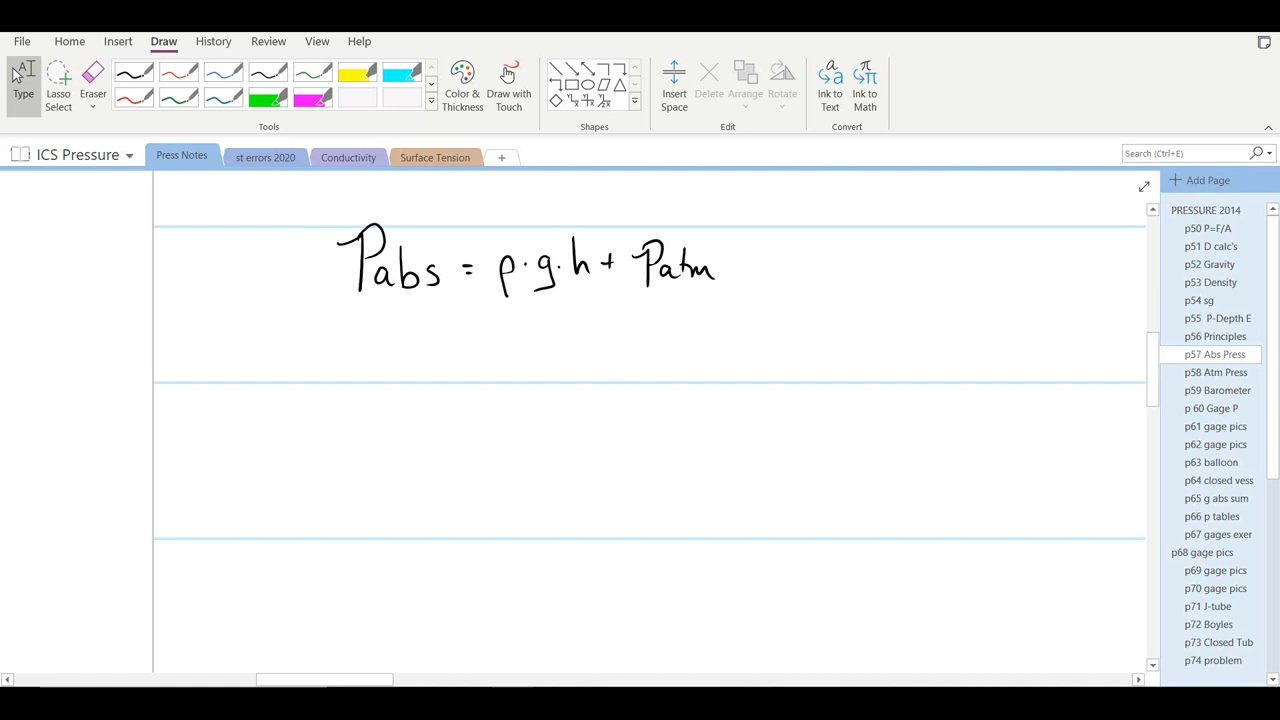 File Home Insert Draw History Review View Help
Type
Lasso Select
Eraser
Color & Thickness
Draw with Touch
Insert Space
Delete
Arrange
Rotate
Ink to Text
Ink to Math
Tools
Shapes
Edit
Convert
ICS Pressure
Press Notes
st errors 2020
Conductivity
Surface Tension
+
Search (Ctrl+E)
Pabs = ρ·g·h + Patm
Add Page
PRESSURE 2014
p50 P=F/A
p51 D calc's
p52 Gravity
p53 Density
p54 sg
p55 P-Depth E
p56 Principles
p57 Abs Press
p58 Atm Press
p59 Barometer
p 60 Gage P
p61 gage pics
p62 gage pics
p63 balloon
p64 closed vess
p65 g abs sum
p66 p tables
p67 gages exer
p68 gage pics
p69 gage pics
p70 gage pics
p71 J-tube
p72 Boyles
p73 Closed Tub
p74 problem